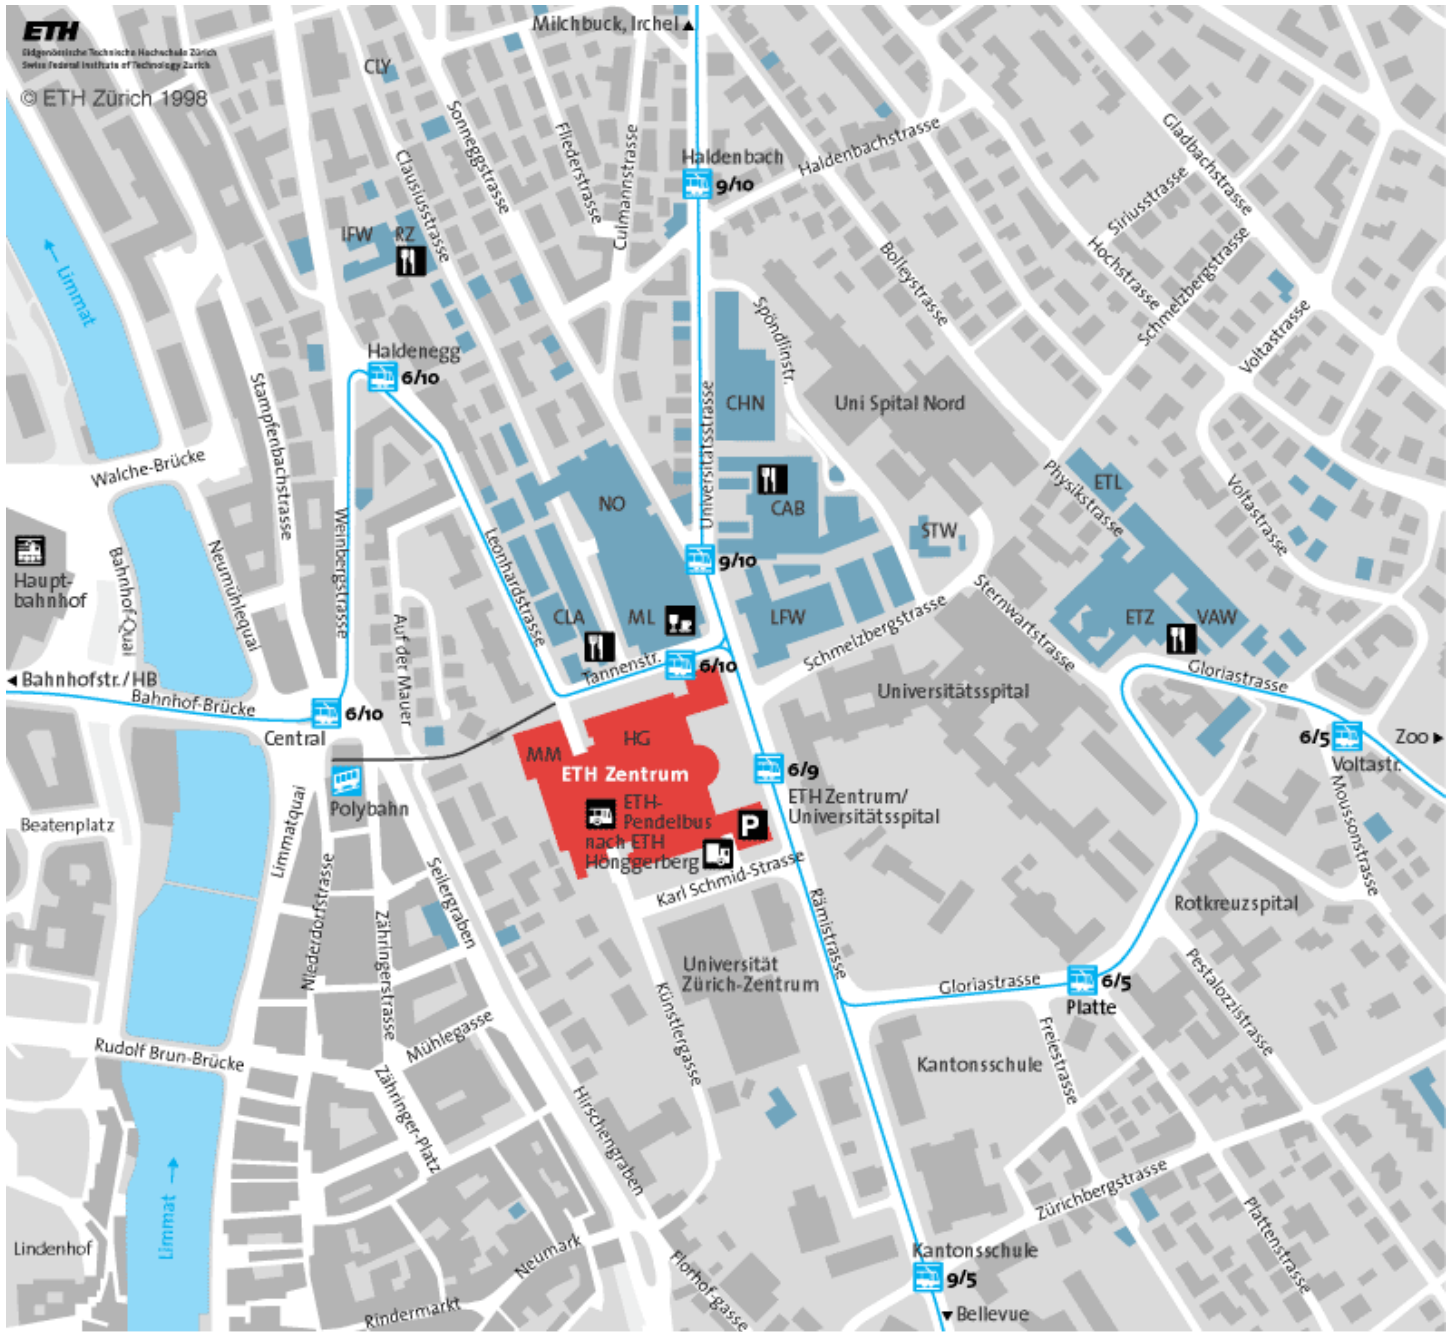 ETH
Eidgenössische Technische Hochschule Zürich
Swiss Federal Institute of Technology Zurich
© ETH Zürich 1998
Milchbuck, Irchel ▲
CLY
Sonneggstrasse
Fliederstrasse
Culmannstrasse
Clausiusstrasse
Haldenbach
9/10
Haldenbachstrasse
Gladbachstrasse
Siriusstrasse
Hochstrasse
Schmelzbergstrasse
Voltastrasse
Bolleystrasse
IFW
RZ
Limmat
Haldenegg
6/10
Spöndlinstr.
Universitätsstrasse
CHN
Uni Spital Nord
Stampfenbachstrasse
Walche-Brücke
Weinbergstrasse
Leonhardstrasse
NO
CAB
STW
ETL
Physikstrasse
Voltastrasse
Haupt-
bahnhof
Bahnhof-Quai
Neumühlequai
9/10
CLA
ML
LFW
Schmelzbergstrasse
Sternwartstrasse
ETZ
VAW
Auf der Mauer
Tannenstr.
6/10
◀ Bahnhofstr./HB
Bahnhof-Brücke
6/10
Central
Universitätsspital
Gloriastrasse
6/5
Voltastr.
Zoo ▶
MM
HG
ETH Zentrum
6/9
ETH Zentrum/
Universitätsspital
Polybahn
ETH-
Pendelbus
nach ETH
Hönggerberg
P
Karl Schmid-Strasse
Beatenplatz
Limmatquai
Niederdorfstrasse
Zähringerstrasse
Seilergraben
Rämistrasse
Moussonstrasse
Rotkreuzspital
Universität
Zürich-Zentrum
Künstlergasse
Gloriastrasse
6/5
Platte
Pestalozzistrasse
Freiestrasse
Rudolf Brun-Brücke
Mühlegasse
Zähringer-Platz
Hirschengraben
Kantonsschule
Limmat
Lindenhof
Neumarkt
Rindermarkt
Florhof-gasse
Zürichbergstrasse
Plattenstrasse
Kantonsschule
9/5
▼ Bellevue